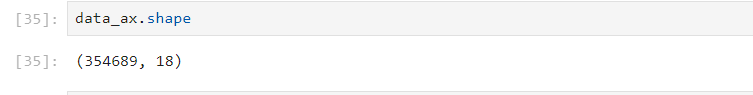 [35]: data_ax.shape
[35]: (354689, 18)